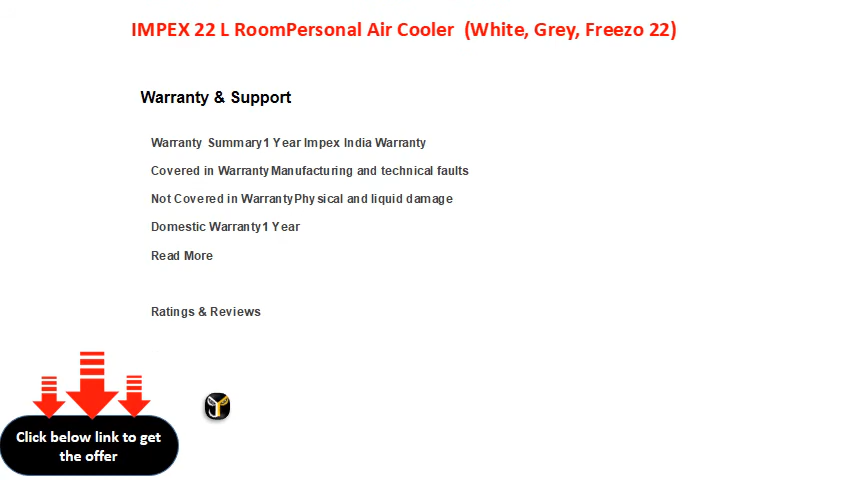 IMPEX 22 L RoomPersonal Air Cooler (White, Grey, Freezo 22)
Warranty & Support
Warranty Summary1 Year Impex India Warranty
Covered in WarrantyManufacturing and technical faults
Not Covered in WarrantyPhysical and liquid damage
Domestic Warranty1 Year
Read More
Ratings & Reviews
Click below link to get
the offer